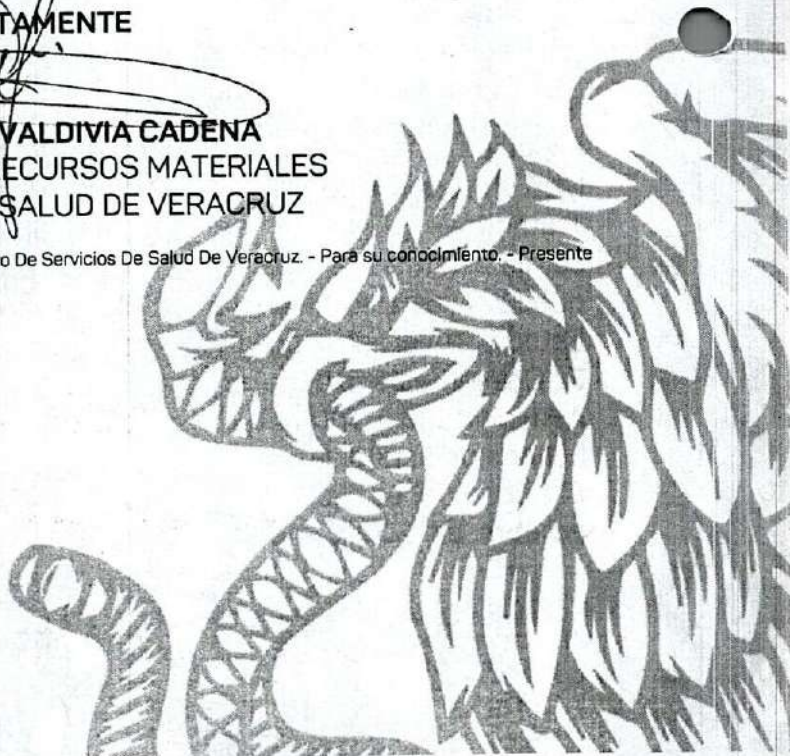 TAMENTE
VALDIVIA CADENA
ECURSOS MATERIALES
SALUD DE VERACRUZ
o De Servicios De Salud De Veracruz. - Para su conocimiento. - Presente